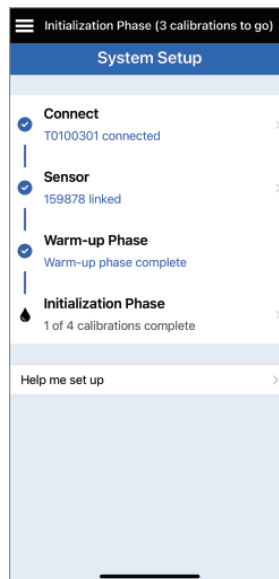 Initialization Phase (3 calibrations to go)
System Setup
Connect
T0100301 connected
Sensor
159878 linked
Warm-up Phase
Warm-up phase complete
Initialization Phase
1 of 4 calibrations complete
Help me set up